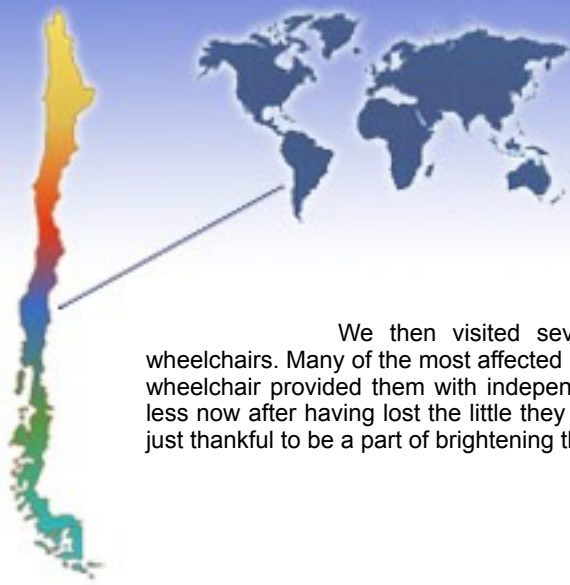 We then visited sev
wheelchairs. Many of the most affected
wheelchair provided them with indepen
less now after having lost the little they
just thankful to be a part of brightening th